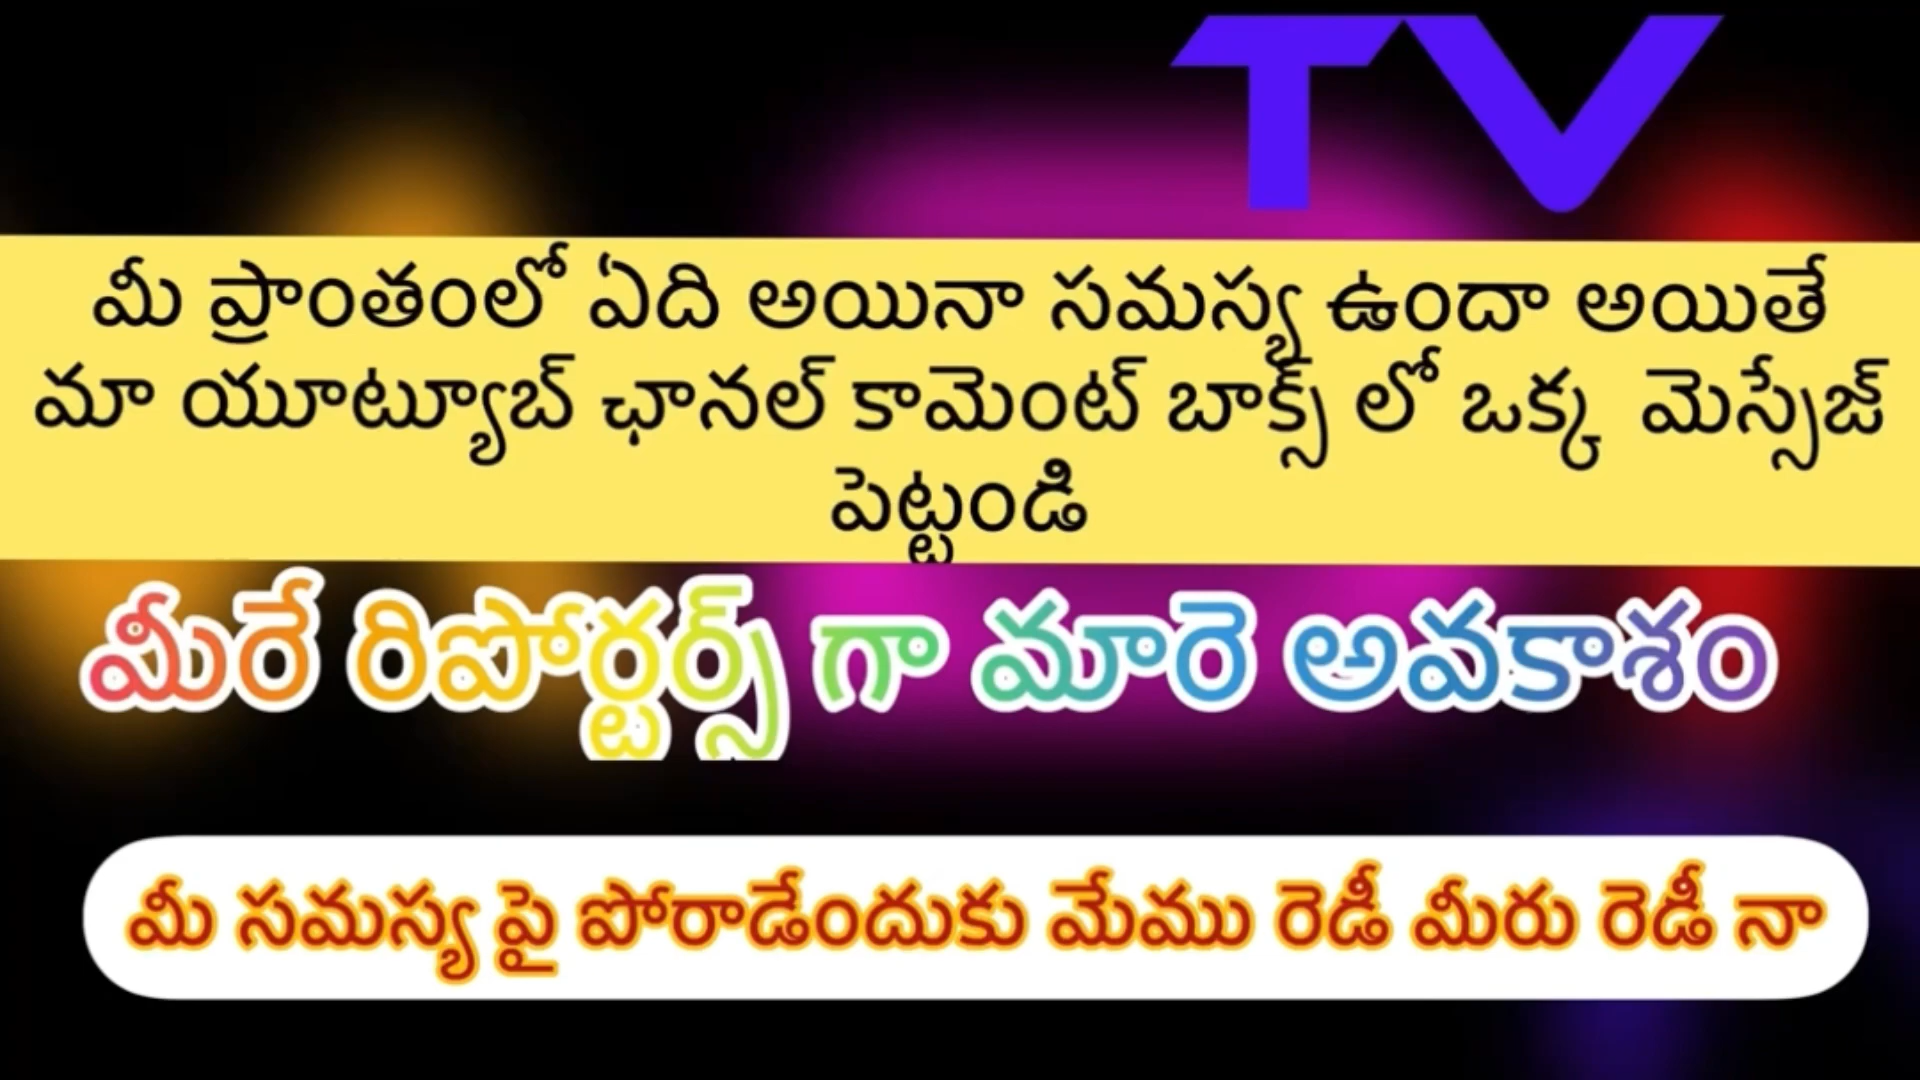 TV
మీ ప్రాంతంలో ఏది అయినా సమస్య ఉందా అయితే
మా యూట్యూబ్ ఛానల్ కామెంట్ బాక్స్ లో ఒక్క మెస్సేజ్
పెట్టండి
మీరే రిపోర్టర్స్ గా మారె అవకాశం
మీ సమస్య పై పోరాడేందుకు మేము రెడీ మీరు రెడీ నా